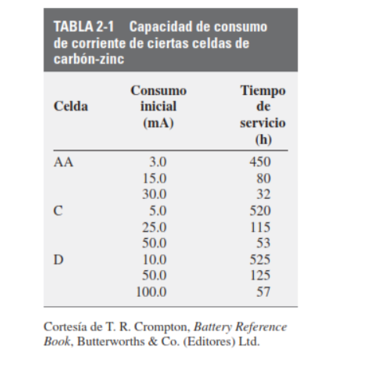 TABLA 2-1 Capacidad de consumo
de corriente de ciertas celdas de
carbón-zinc
Celda Consumo inicial (mA) Tiempo de servicio (h)
AA 3.0 450
15.0 80
30.0 32
C 5.0 520
25.0 115
50.0 53
D 10.0 525
50.0 125
100.0 57
Cortesía de T. R. Crompton, Battery Reference
Book, Butterworths & Co. (Editores) Ltd.